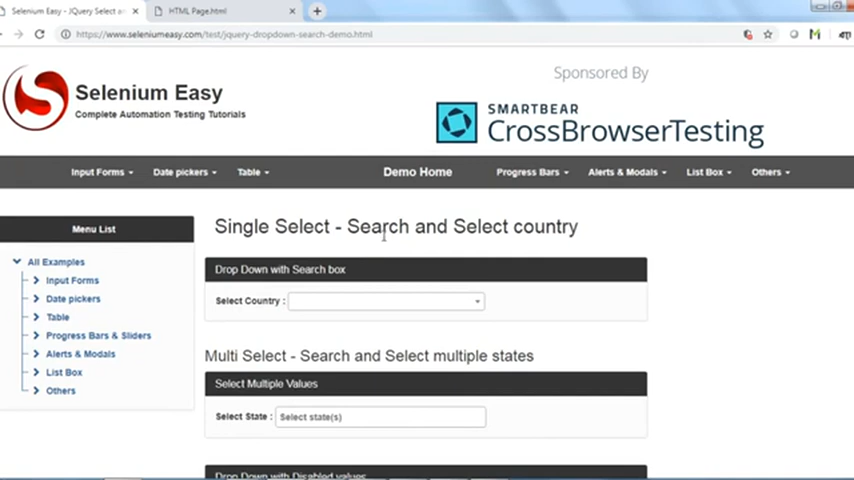 Selenium Easy - JQuery Select a
HTML Page.html
https://www.seleniumeasy.com/test/jquery-dropdown-search-demo.html
Sponsored By
Selenium Easy
Complete Automation Testing Tutorials
SMARTBEAR
CrossBrowserTesting
Input Forms
Date pickers
Table
Demo Home
Progress Bars
Alerts & Modals
List Box
Others
Menu List
All Examples
Input Forms
Date pickers
Table
Progress Bars & Sliders
Alerts & Modals
List Box
Others
Single Select - Search and Select country
Drop Down with Search box
Select Country :
Multi Select - Search and Select multiple states
Select Multiple Values
Select State : Select state(s)
Drop Down with Disabled values